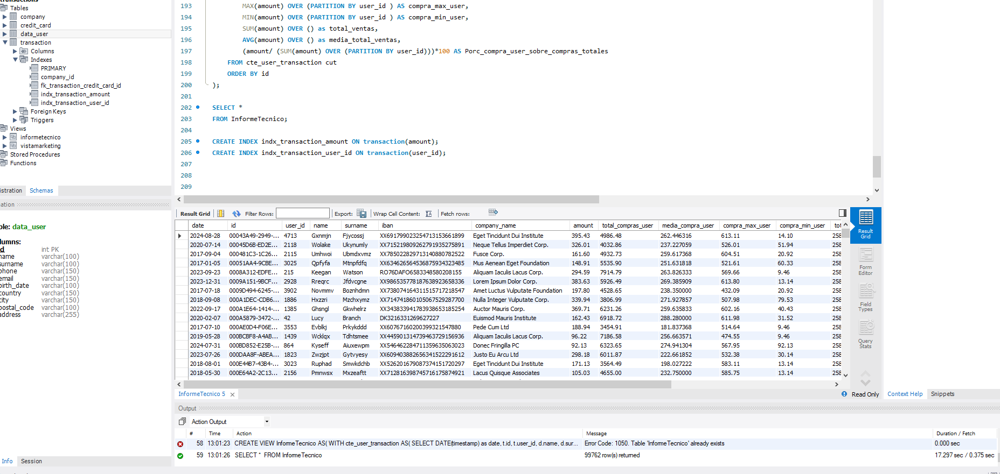 Tables
company
credit_card
data_user
transaction
Columns
Indexes
PRIMARY
company_id
fk_transaction_credit_card_id
indx_transaction_amount
indx_transaction_user_id
Foreign Keys
Triggers
Views
informetecnico
vistamarketing
Stored Procedures
Functions
istration Schemas
ation
ble: data_user
lumns:
d int PK
name varchar(100)
surname varchar(100)
phone varchar(150)
email varchar(150)
birth_date varchar(100)
country varchar(150)
city varchar(150)
postal_code varchar(100)
address varchar(255)
Info Session
193 MAX(amount) OVER (PARTITION BY user_id ) AS compra_max_user,
194 MIN(amount) OVER (PARTITION BY user_id ) AS compra_min_user,
195 SUM(amount) OVER () as total_ventas,
196 AVG(amount) OVER () as media_total_ventas,
197 (amount/ (SUM(amount) OVER (PARTITION BY user_id)))*100 AS Porc_compra_user_sobre_compras_totales
198 FROM cte_user_transaction cut
199 ORDER BY id
200 );
201
202 SELECT *
203 FROM InformeTecnico;
204
205 CREATE INDEX indx_transaction_amount ON transaction(amount);
206 CREATE INDEX indx_transaction_user_id ON transaction(user_id);
207
208
209
Result Grid Filter Rows: Export: Wrap Cell Content: Fetch rows:
date id user_id name surname iban company_name amount total_compras_user media_compra_user compra_max_user compra_min_user tot
2024-08-28 00043A49-2949-... 4713 Gxnmjn Fjycossj XX691799023254713153661899 Eget Tincidunt Dui Institute 395.43 4986.48 262.446316 613.11 14.10 258
2020-07-14 00045D6B-ED2E... 2118 Wolake Ukynumly XX715219809262791935275891 Neque Tellus Imperdiet Corp. 326.01 4032.86 237.227059 526.01 51.94 258
2017-09-04 000481C3-1C26... 2115 Umhwoi Ubmdxvmz XX785022829713140880782522 Fusce Corp. 161.60 4932.73 259.617368 604.51 20.92 258
2017-01-05 00051AA4-9CBE... 3025 Qpfyfa Mtnpfdfq XX634626564536875934323485 Mus Aenean Eget Foundation 148.91 5535.90 251.631818 521.61 60.33 258
2023-09-23 0008A312-EDFE... 215 Keegan Watson RO76DAFO6583348580208155 Aliquam Iaculis Lacus Corp. 294.59 7914.79 263.826333 569.66 9.46 258
2023-12-31 0009A151-9BCF... 2928 Rreqrc Jfdvcgne XX986535778187638923658336 Lorem Ipsum Dolor Corp. 383.63 5926.49 269.385909 613.80 13.14 258
2017-07-18 0009D494-6245-... 3902 Novmmv Boznhdmn XX738074164311515717218547 Amet Luctus Vulputate Foundation 197.80 4528.65 238.350000 432.09 20.92 258
2018-09-08 000A1DEC-CDB6... 1886 Hxzzri Mzchxymz XX714741860105067529287700 Nulla Integer Vulputate Corp. 339.94 3806.99 271.927857 507.98 79.53 258
2022-09-17 000A1E64-1414-... 1385 Ghsngl Gkwhelrz XX343833941783938653185254 Auctor Mauris Corp. 369.71 6231.26 259.635833 602.16 40.43 258
2020-02-07 000A5879-3472-... 42 Lucy Branch DK3216331269627227 Euismod Mauris Institute 162.43 6918.72 288.280000 611.98 31.52 258
2017-07-10 000AE0D4-F06E... 3553 Evblkj Prkykddd XX607671602003993215​47880 Pede Cum Ltd 188.94 3454.91 181.837368 514.64 9.46 258
2019-05-28 000BCBF8-A4AB... 1439 Wcklqx Tdhtsmee XX445901314739463729156936 Aliquam Iaculis Lacus Corp. 96.22 7186.58 256.663571 474.55 9.46 258
2024-07-31 000BD852-E25B-... 864 Kyseff Aiuxewpm XX546462284711359635063023 Donec Fringilla PC 92.13 6323.65 274.941304 567.95 92.13 258
2023-07-26 000DAA8F-ABEA... 1823 Zwzjpt Gytvyesy XX609403882656341522291612 Justo Eu Arcu Ltd 298.18 6011.87 222.661852 532.38 30.14 258
2018-08-01 000E44B7-43B4-... 3023 Ruphad Smwkdchb XX526201679087374151720297 Eget Tincidunt Dui Institute 171.13 3564.49 198.027222 583.11 13.14 258
2018-05-30 000E64A2-2C13... 2156 Pmnwsx Mxzeaftt XX712816398745716175874921 Lacus Quisque Associates 105.03 4655.00 232.750000 585.75 13.14 258
Result Grid
Form Editor
Field Types
Query Stats
InformeTecnico 5 Read Only Context Help Snippets
Output
Action Output
# Time Action Message Duration / Fetch
58 13:01:23 CREATE VIEW InformeTecnico AS( WITH cte_user_transaction AS( SELECT DATE(timestamp) as date, t.id, t.user_id, d.name, d.sur... Error Code: 1050. Table 'InformeTecnico' already exists 0.000 sec
59 13:01:26 SELECT * FROM InformeTecnico 99762 row(s) returned 17.297 sec / 0.375 sec